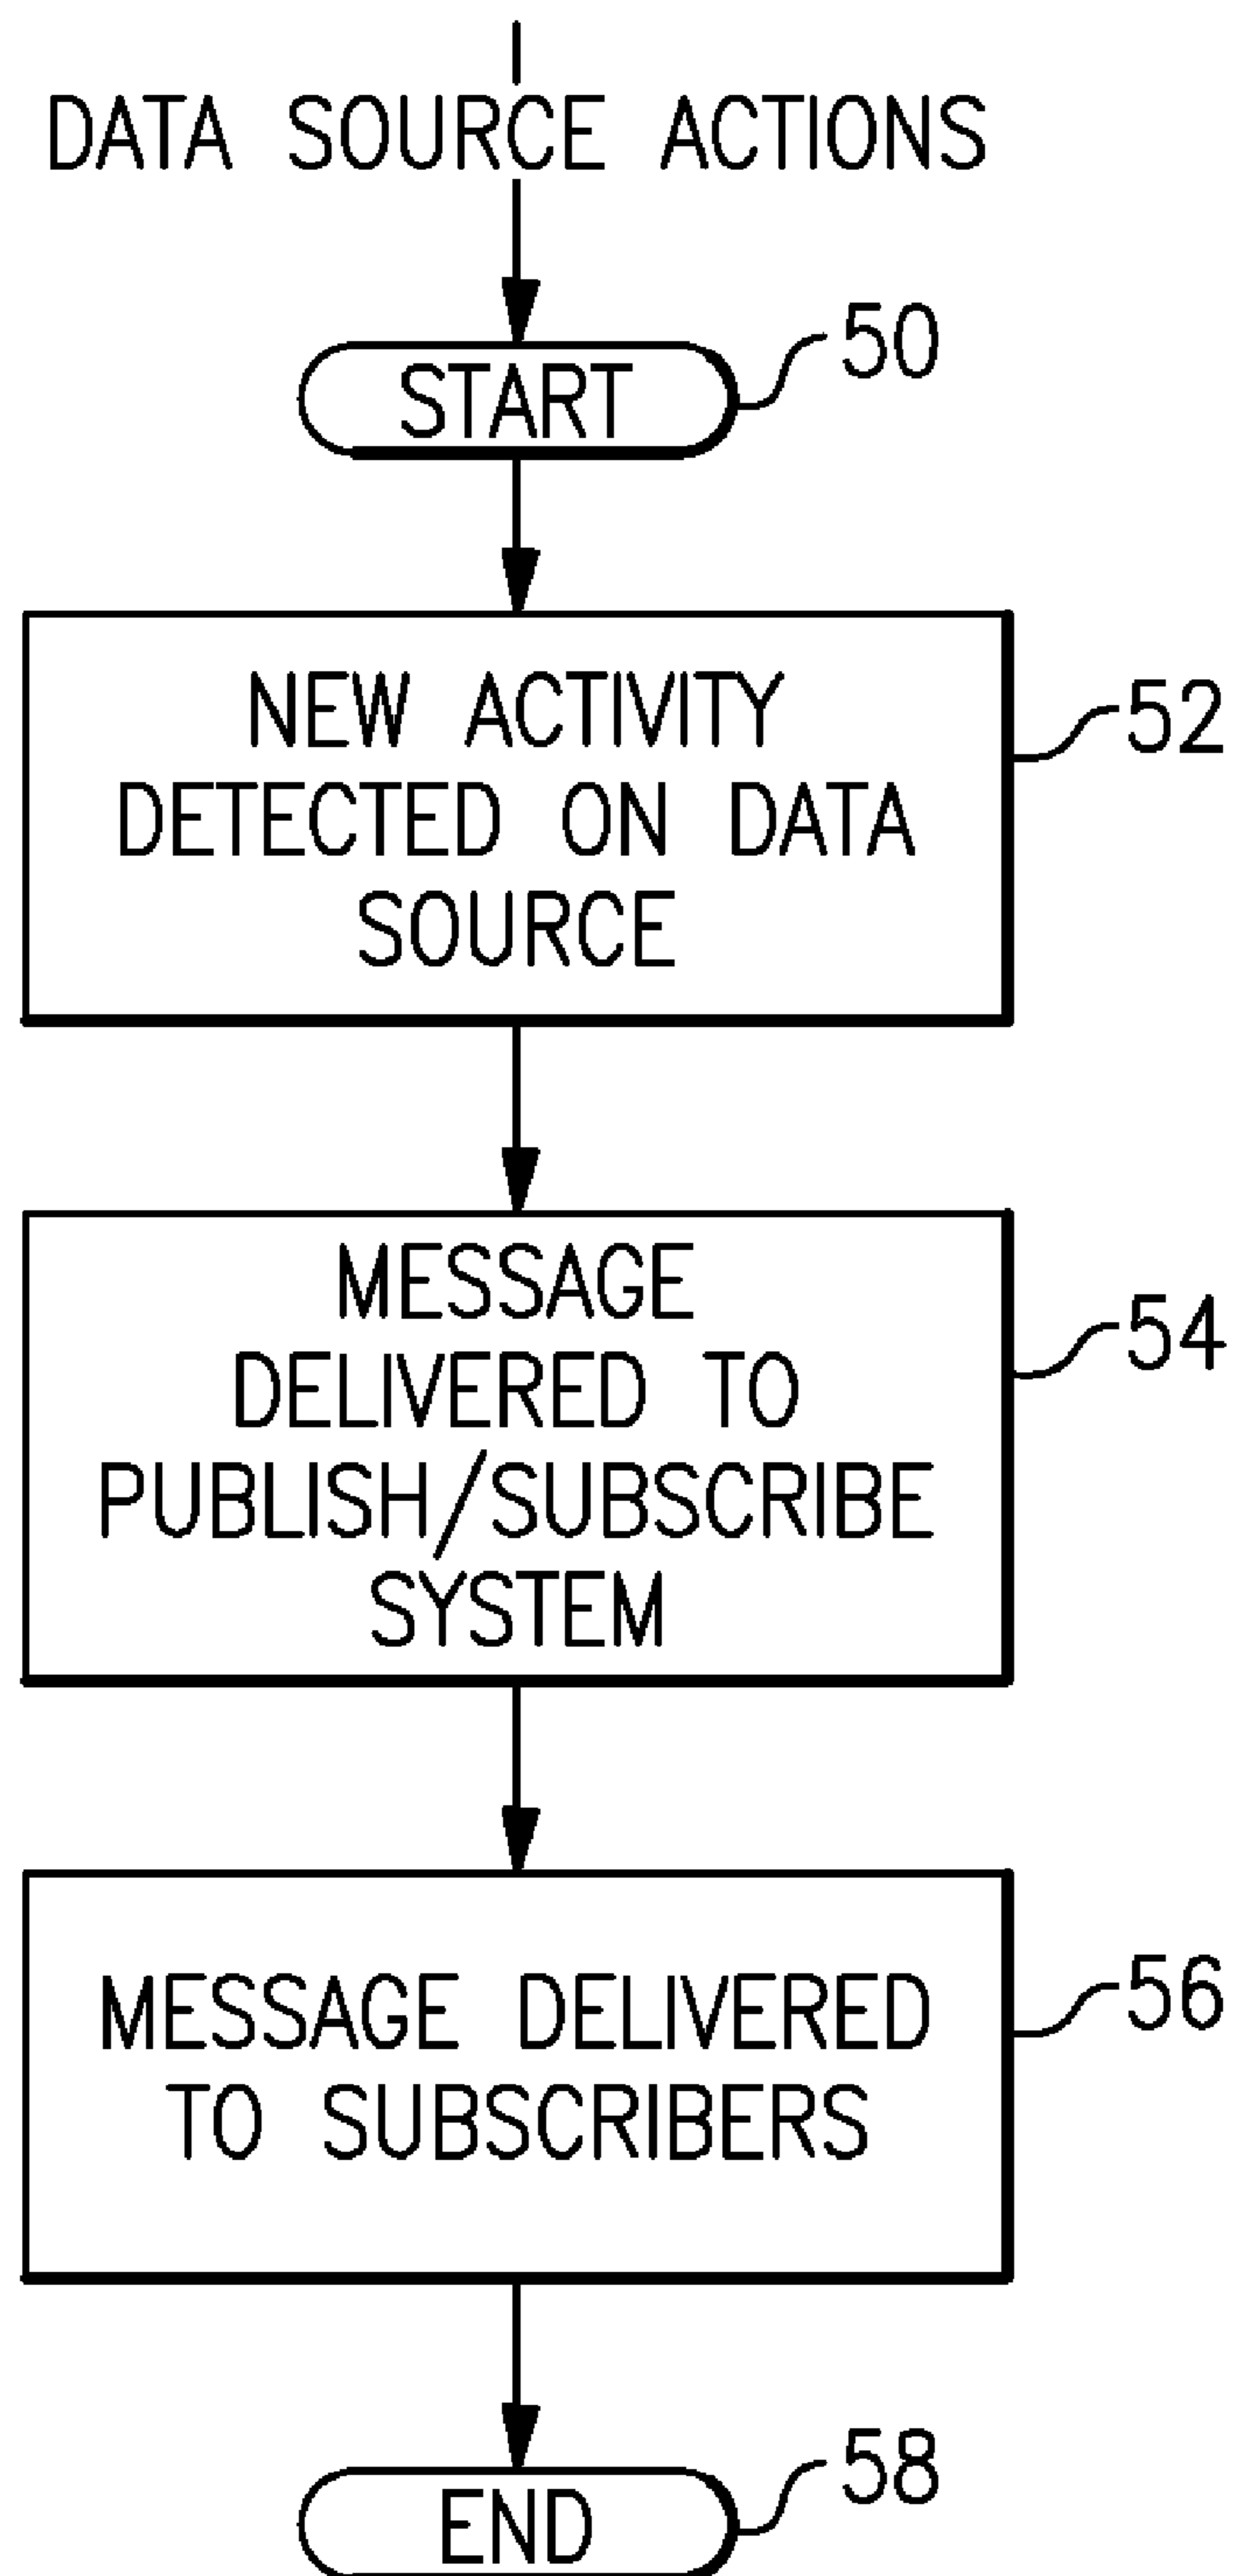 DATA SOURCE ACTIONS
START
50
NEW ACTIVITY
DETECTED ON DATA
SOURCE
52
MESSAGE
DELIVERED TO
PUBLISH/SUBSCRIBE
SYSTEM
54
MESSAGE DELIVERED
TO SUBSCRIBERS
56
END
58